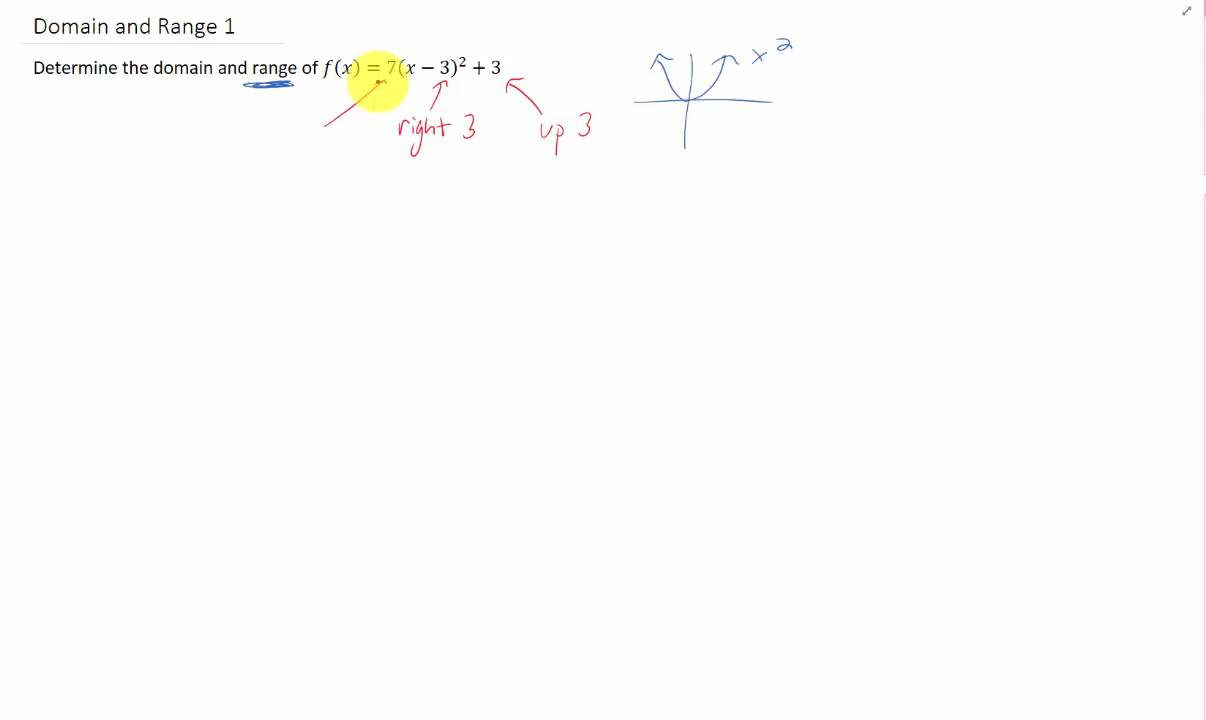 Domain and Range 1
Determine the domain and range of f(x) = 7(x − 3)² + 3
x²
right 3
up 3